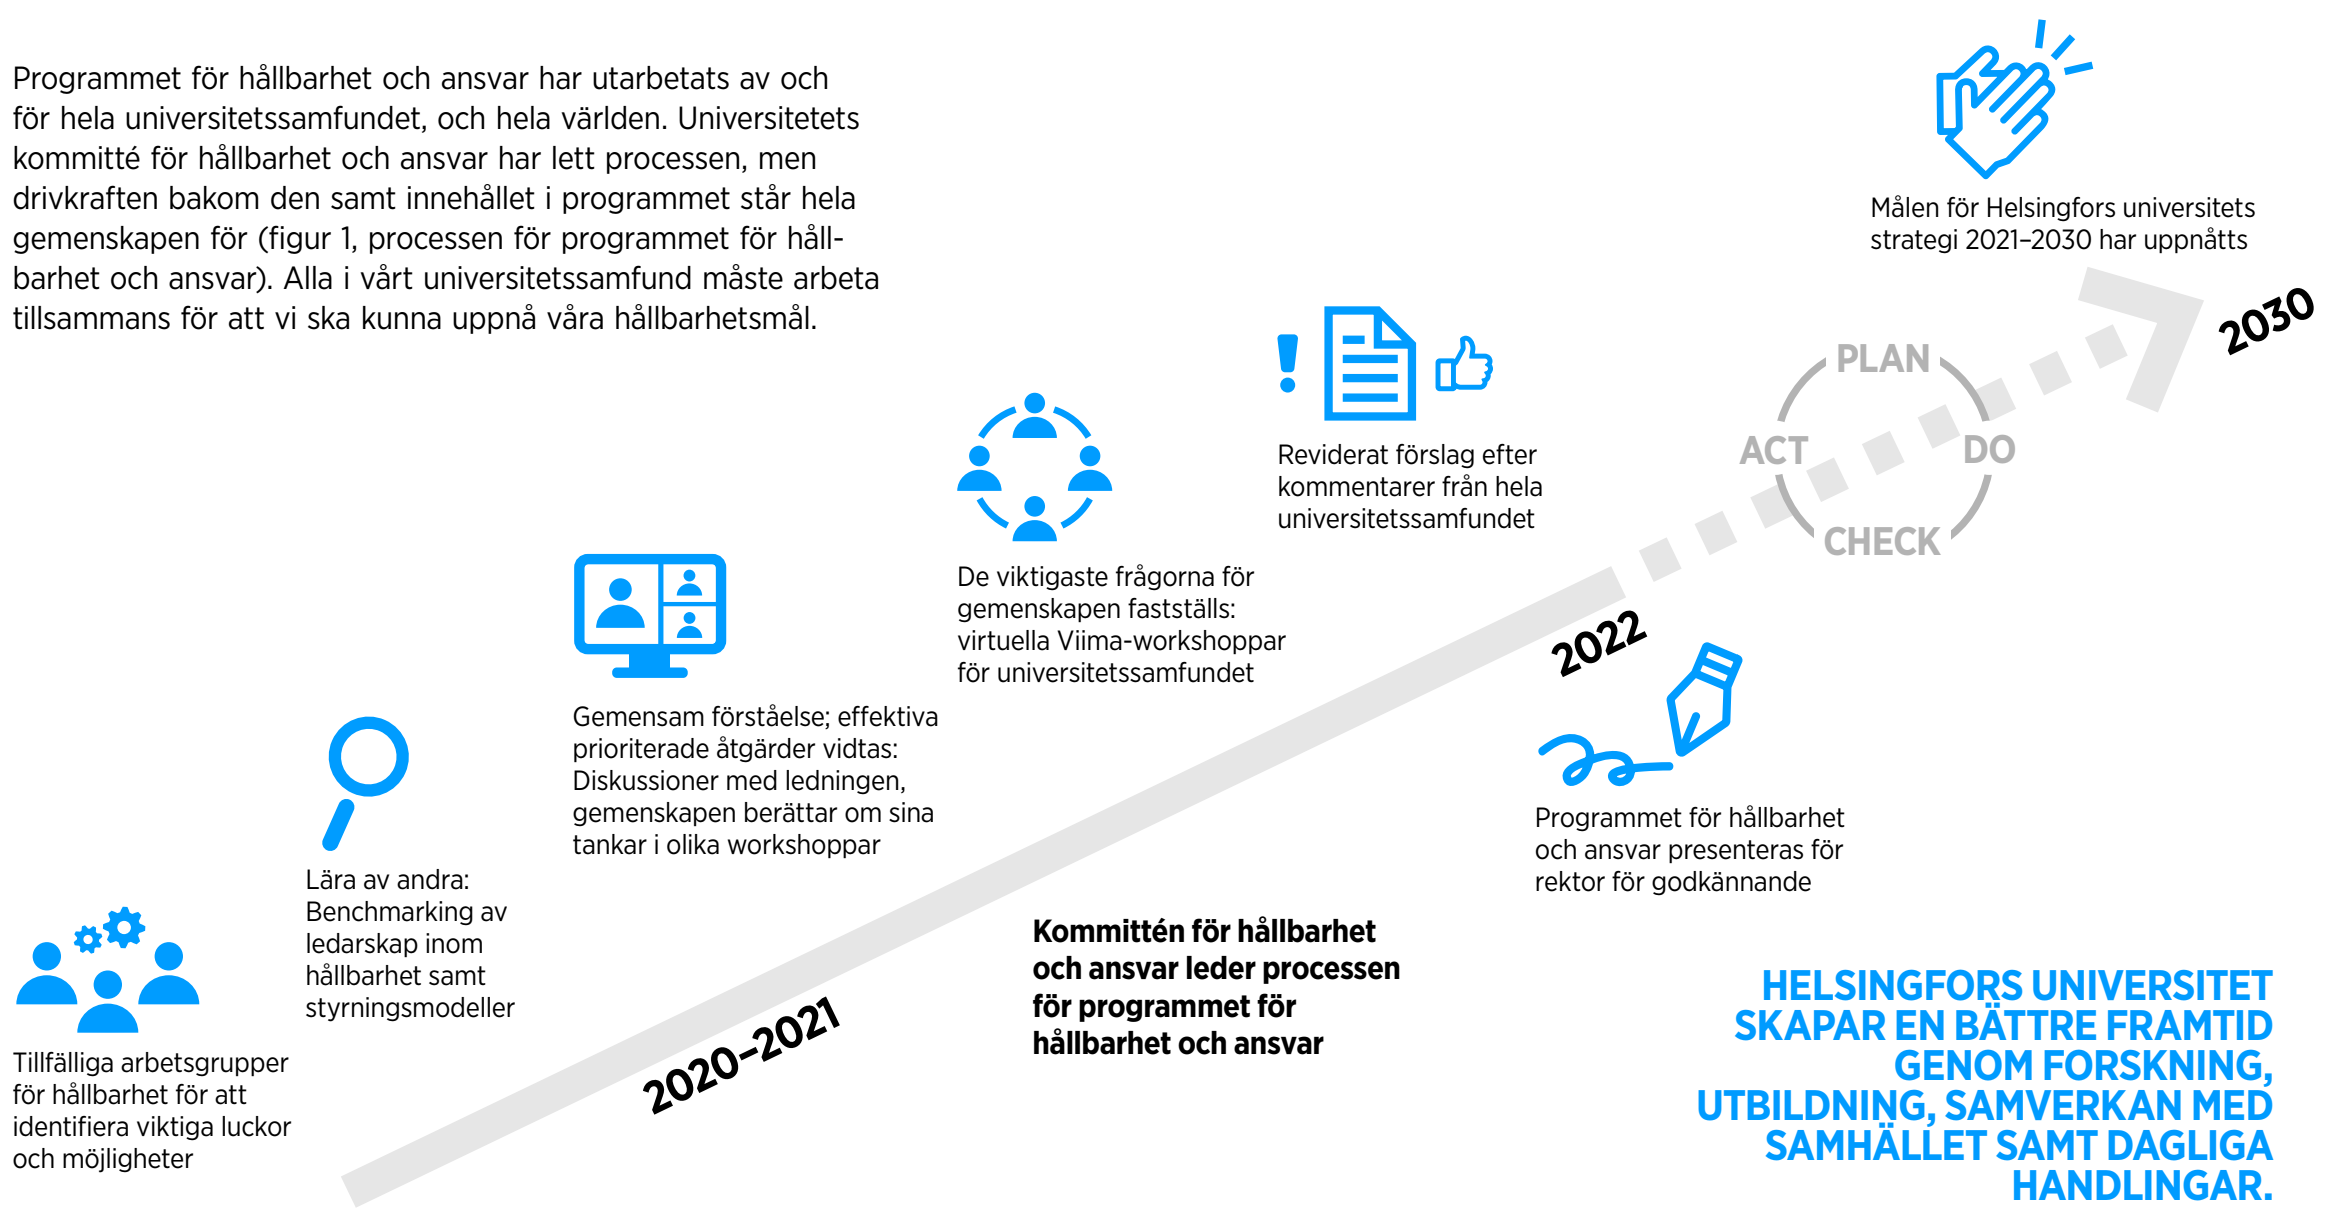 Programmet för hållbarhet och ansvar har utarbetats av och
för hela universitetssamfundet, och hela världen. Universitetets
kommitté för hållbarhet och ansvar har lett processen, men
drivkraften bakom den samt innehållet i programmet står hela
gemenskapen för (figur 1, processen för programmet för håll-
barhet och ansvar). Alla i vårt universitetssamfund måste arbeta
tillsammans för att vi ska kunna uppnå våra hållbarhetsmål.
Tillfälliga arbetsgrupper
för hållbarhet för att
identifiera viktiga luckor
och möjligheter
Lära av andra:
Benchmarking av
ledarskap inom
hållbarhet samt
styrningsmodeller
Gemensam förståelse; effektiva
prioriterade åtgärder vidtas:
Diskussioner med ledningen,
gemenskapen berättar om sina
tankar i olika workshoppar
De viktigaste frågorna för
gemenskapen fastställs:
virtuella Viima-workshoppar
för universitetssamfundet
Reviderat förslag efter
kommentarer från hela
universitetssamfundet
Målen för Helsingfors universitets
strategi 2021–2030 har uppnåtts
2030
PLAN
ACT
DO
CHECK
2022
Programmet för hållbarhet
och ansvar presenteras för
rektor för godkännande
2020–2021
Kommittén för hållbarhet
och ansvar leder processen
för programmet för
hållbarhet och ansvar
HELSINGFORS UNIVERSITET
SKAPAR EN BÄTTRE FRAMTID
GENOM FORSKNING,
UTBILDNING, SAMVERKAN MED
SAMHÄLLET SAMT DAGLIGA
HANDLINGAR.